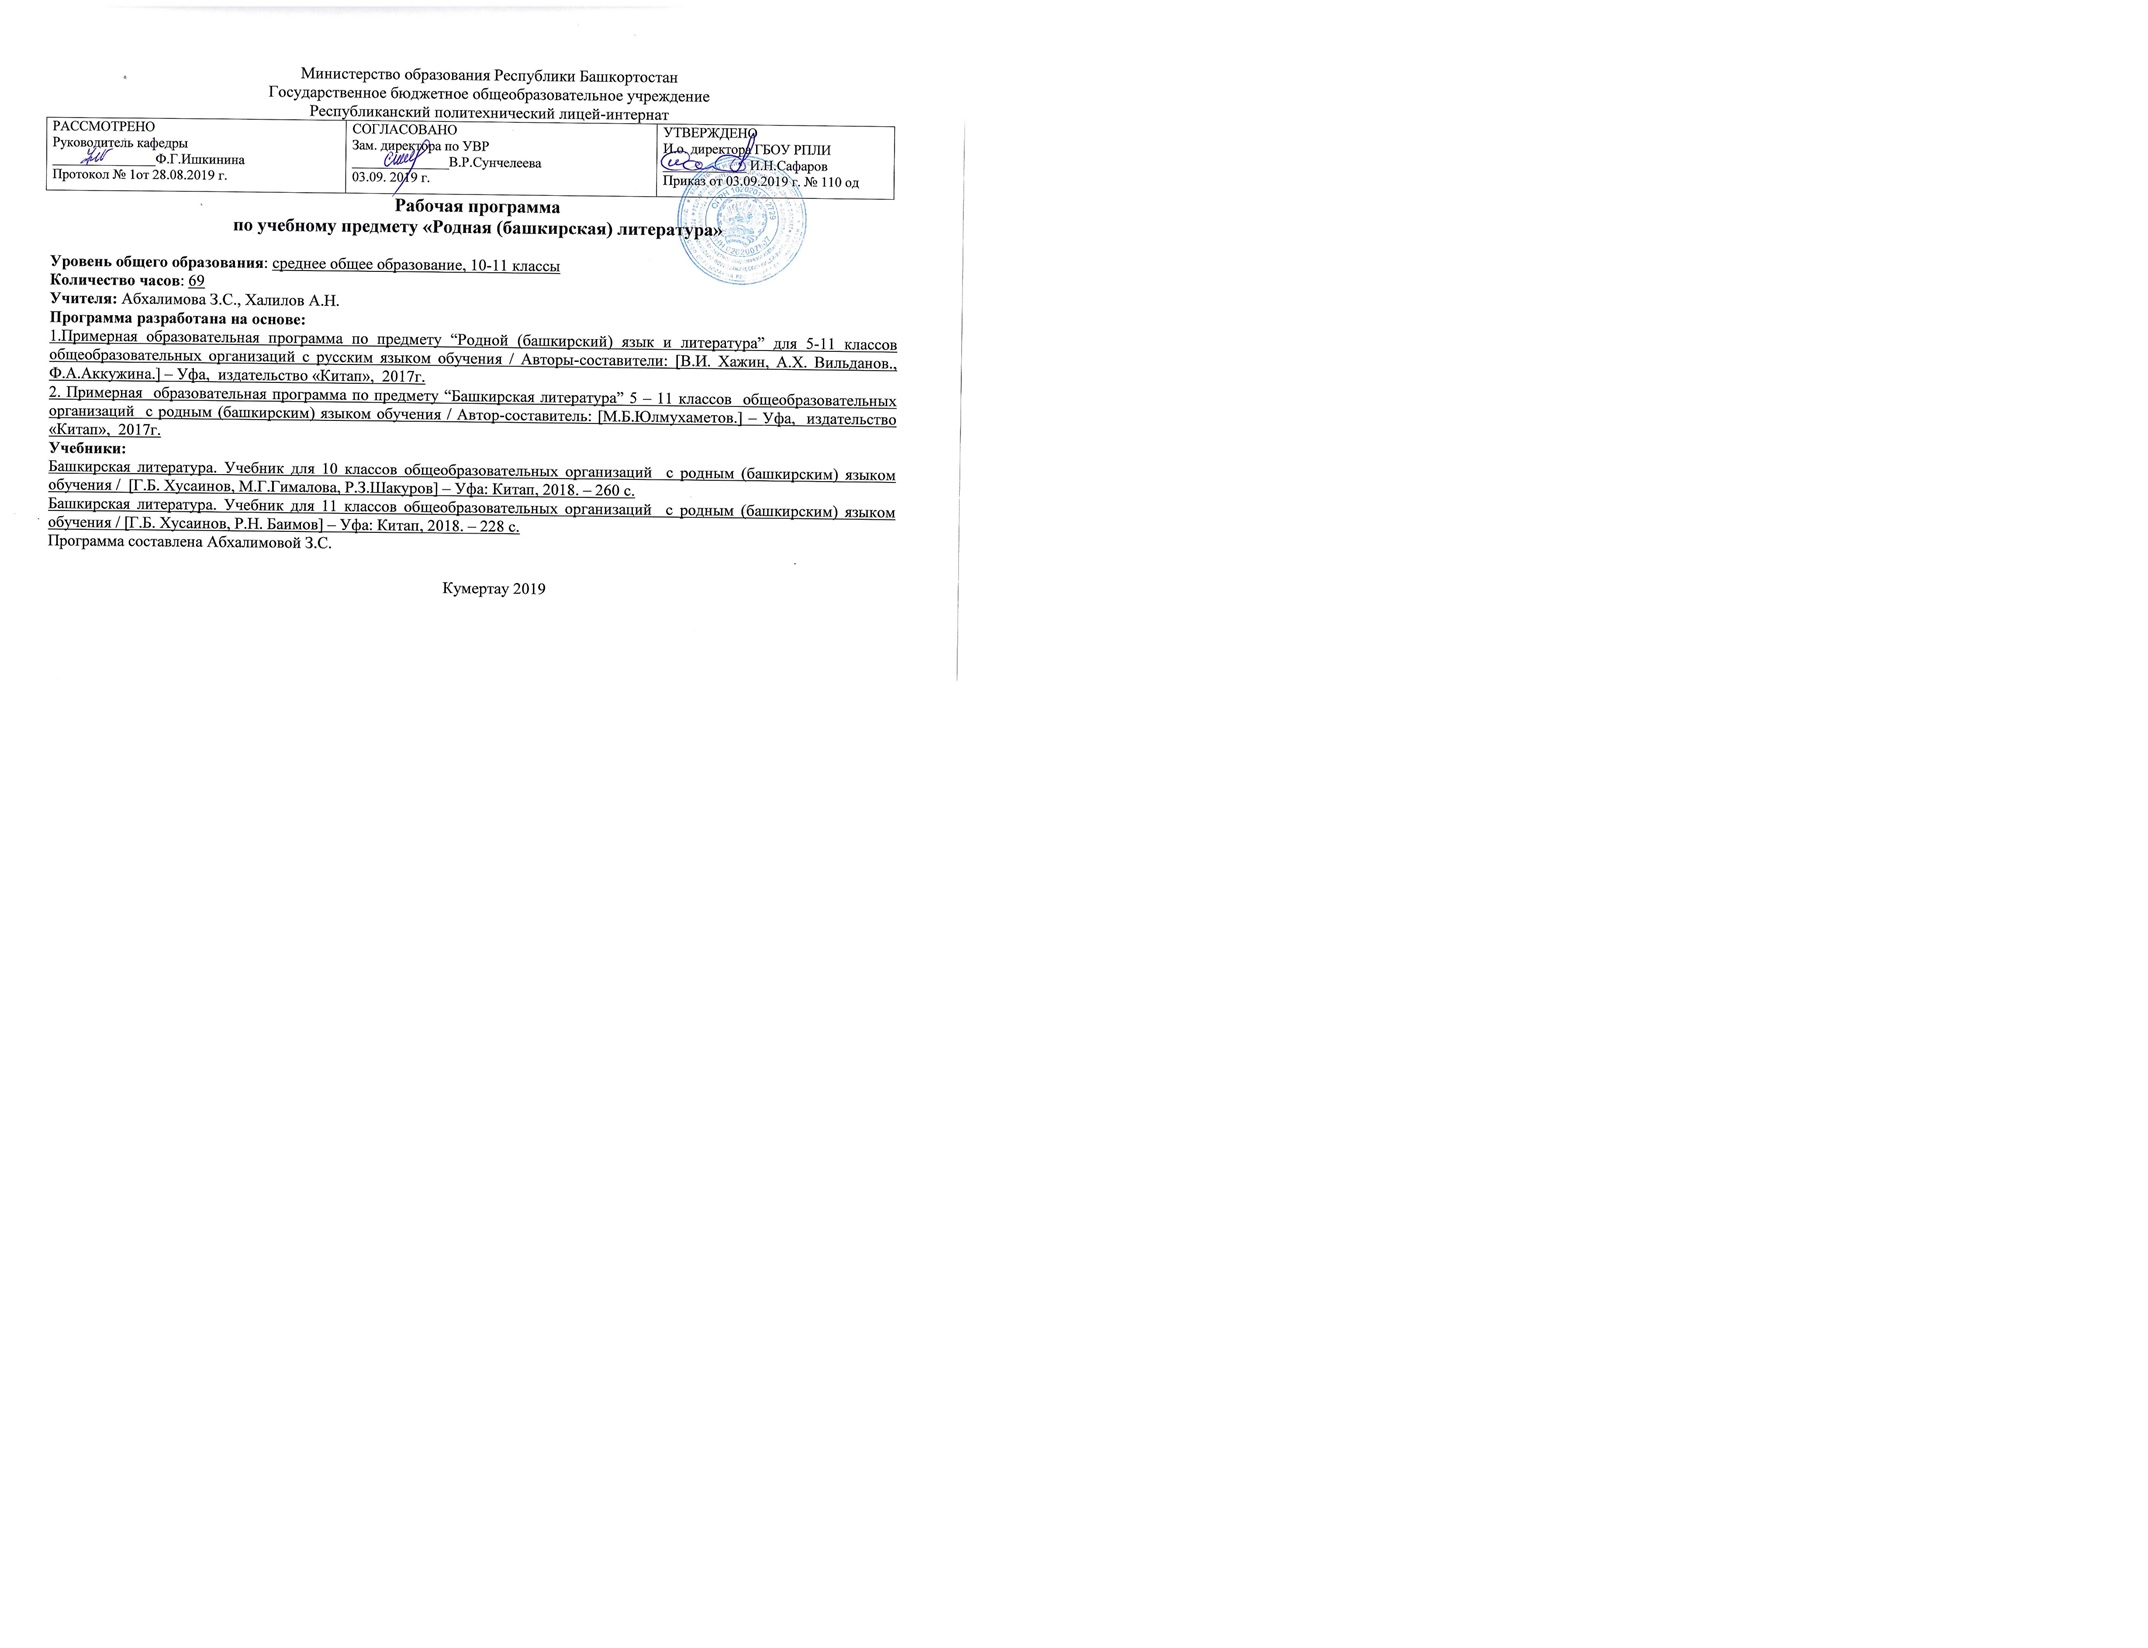 Министерство образования Республики Башкортостан
Государственное бюджетное общеобразовательное учреждение
Республиканский политехнический лицей-интернат
РАССМОТРЕНО
Руководитель кафедры
_______________Ф.Г.Ишкинина
Протокол № 1от 28.08.2019 г.
СОГЛАСОВАНО
Зам. директора по УВР
______________В.Р.Сунчелеева
03.09. 2019 г.
УТВЕРЖДЕНО
И.о. директора ГБОУ РПЛИ
____________И.Н.Сафаров
Приказ от 03.09.2019 г. № 110 од
Рабочая программа
по учебному предмету «Родная (башкирская) литература»
Уровень общего образования: среднее общее образование, 10-11 классы
Количество часов: 69
Учителя: Абхалимова З.С., Халилов А.Н.
Программа разработана на основе:
1.Примерная образовательная программа по предмету “Родной (башкирский) язык и литература” для 5-11 классов
общеобразовательных организаций с русским языком обучения / Авторы-составители: [В.И. Хажин, А.Х. Вильданов.,
Ф.А.Аккужина.] – Уфа, издательство «Китап», 2017г.
2. Примерная образовательная программа по предмету “Башкирская литература” 5 – 11 классов общеобразовательных
организаций с родным (башкирским) языком обучения / Автор-составитель: [М.Б.Юлмухаметов.] – Уфа, издательство
«Китап», 2017г.
Учебники:
Башкирская литература. Учебник для 10 классов общеобразовательных организаций с родным (башкирским) языком
обучения / [Г.Б. Хусаинов, М.Г.Гималова, Р.З.Шакуров] – Уфа: Китап, 2018. – 260 с.
Башкирская литература. Учебник для 11 классов общеобразовательных организаций с родным (башкирским) языком
обучения / [Г.Б. Хусаинов, Р.Н. Баимов] – Уфа: Китап, 2018. – 228 с.
Программа составлена Абхалимовой З.С.
Кумертау 2019